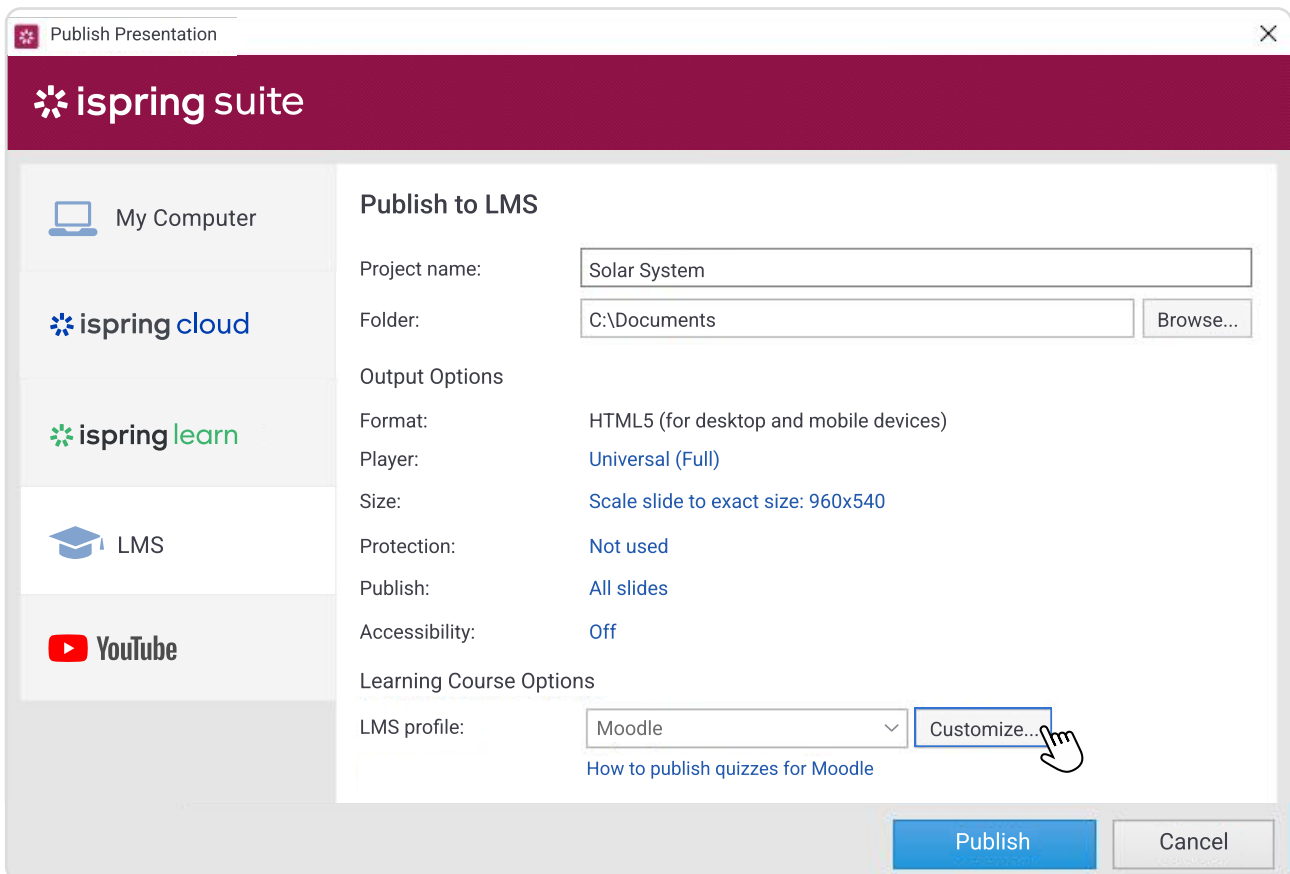 Publish Presentation
ispring suite
My Computer
ispring cloud
ispring learn
LMS
YouTube
Publish to LMS
Project name: Solar System
Folder: C:\Documents Browse...
Output Options
Format: HTML5 (for desktop and mobile devices)
Player: Universal (Full)
Size: Scale slide to exact size: 960x540
Protection: Not used
Publish: All slides
Accessibility: Off
Learning Course Options
LMS profile: Moodle Customize...
How to publish quizzes for Moodle
Publish Cancel